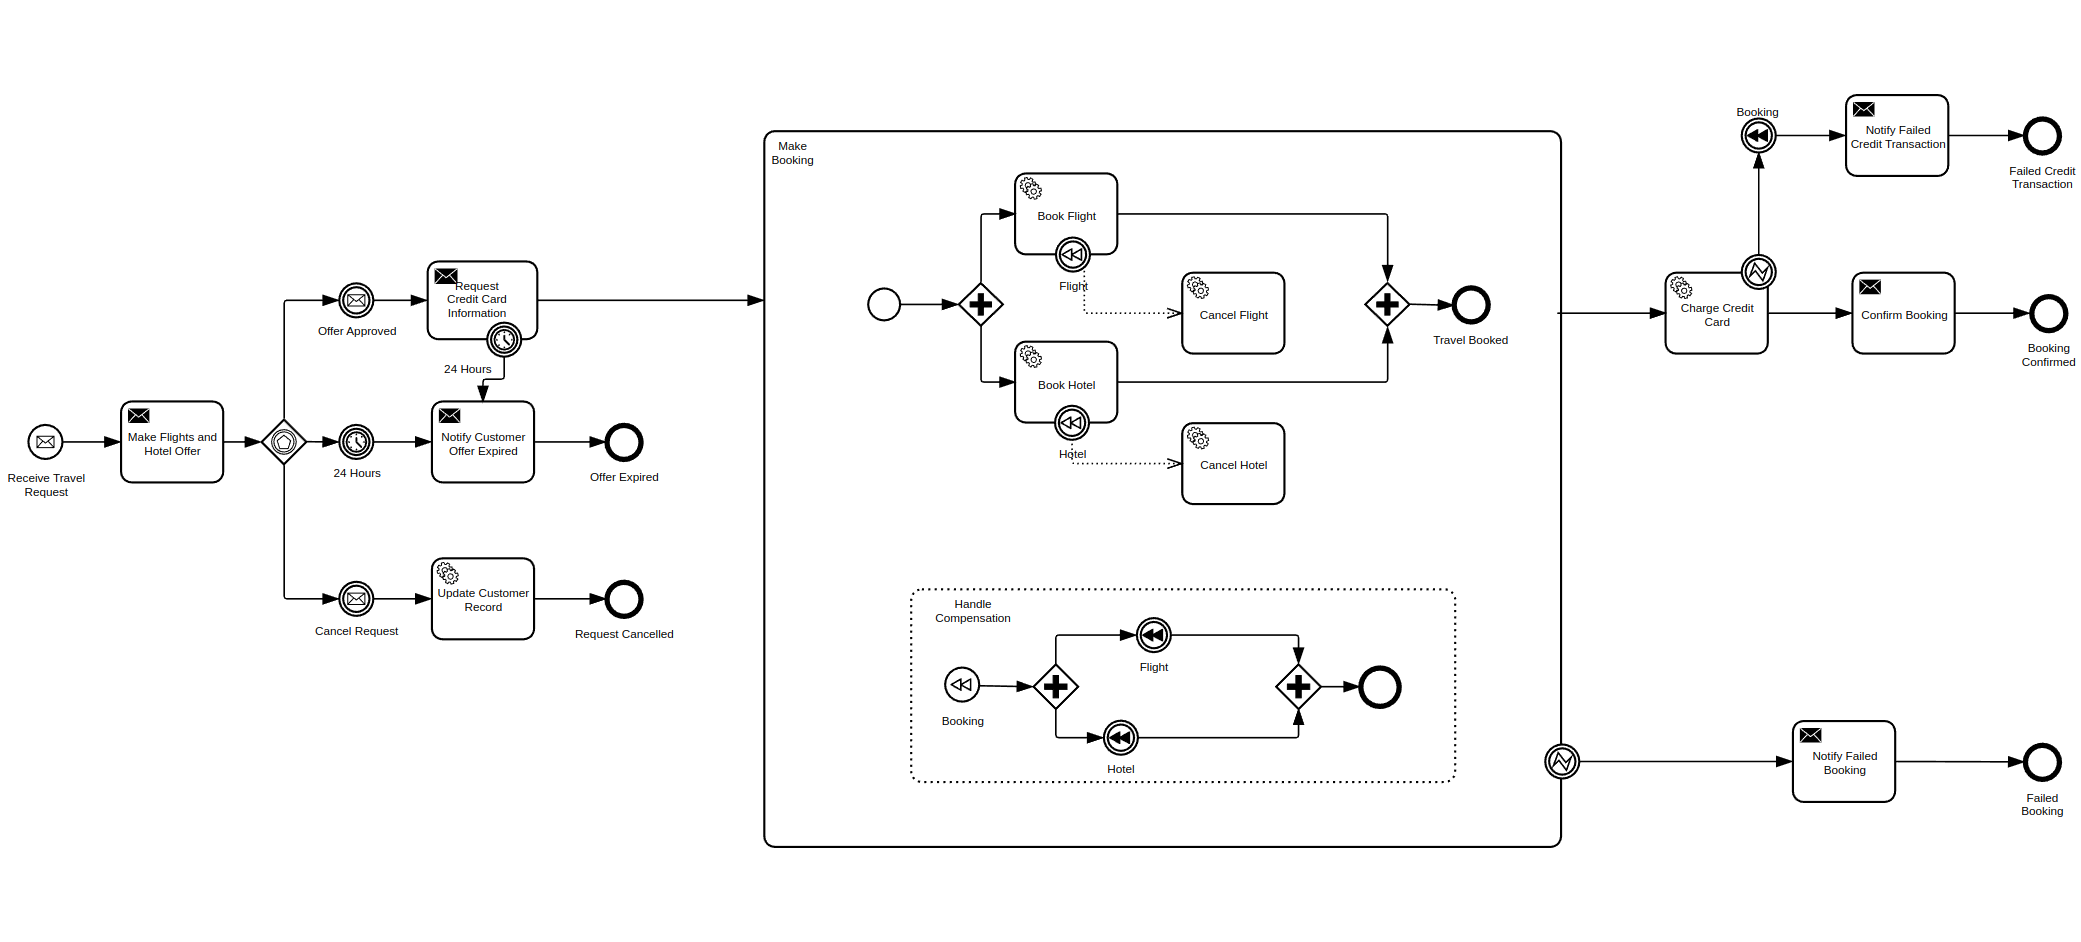 Receive Travel
Request
Make Flights and
Hotel Offer
Offer Approved
24 Hours
Cancel Request
Request
Credit Card
Information
24 Hours
Notify Customer
Offer Expired
Offer Expired
Update Customer
Record
Request Cancelled
Make
Booking
Book Flight
Flight
Cancel Flight
Book Hotel
Hotel
Cancel Hotel
Travel Booked
Handle
Compensation
Booking
Flight
Hotel
Booking
Notify Failed
Credit Transaction
Failed Credit
Transaction
Charge Credit
Card
Confirm Booking
Booking
Confirmed
Notify Failed
Booking
Failed
Booking